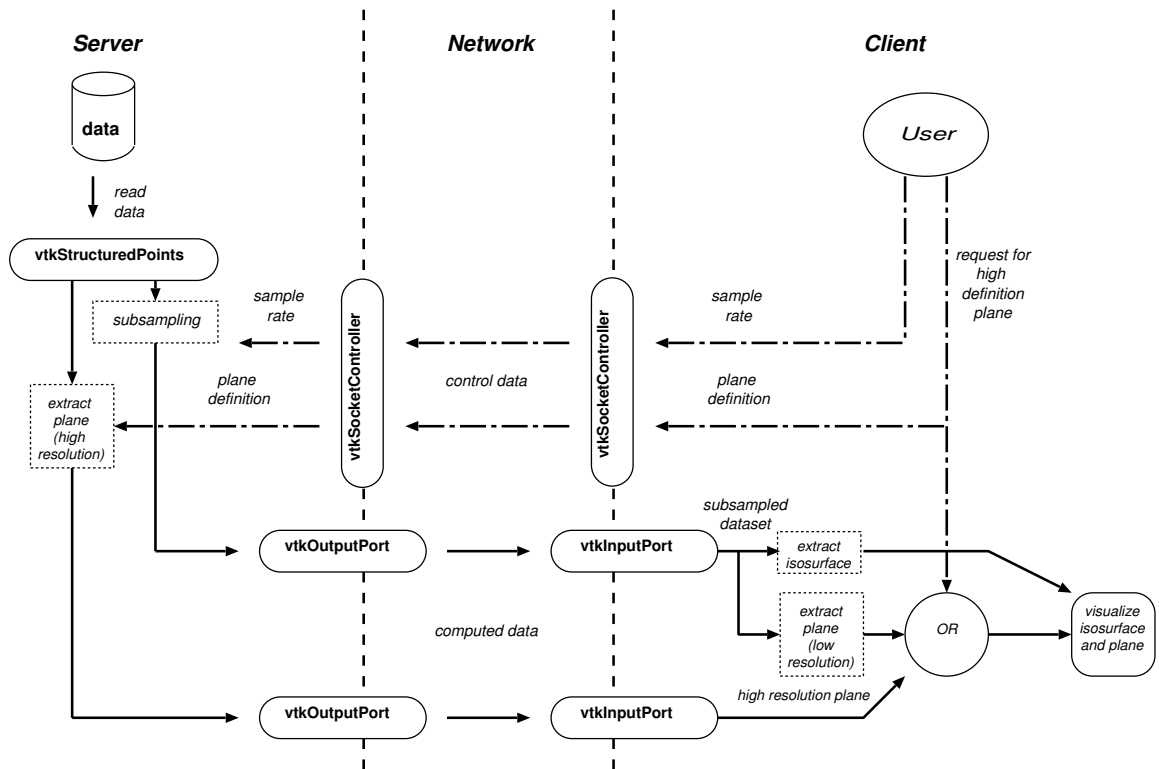 Server
Network
Client
data
User
read
data
vtkStructuredPoints
subsampling
sample
rate
sample
rate
request for
high
definition
plane
vtkSocketController
vtkSocketController
plane
definition
control data
plane
definition
extract
plane
(high
resolution)
subsampled
dataset
vtkOutputPort
vtkInputPort
extract
isosurface
computed data
extract
plane
(low
resolution)
OR
visualize
isosurface
and plane
high resolution plane
vtkOutputPort
vtkInputPort